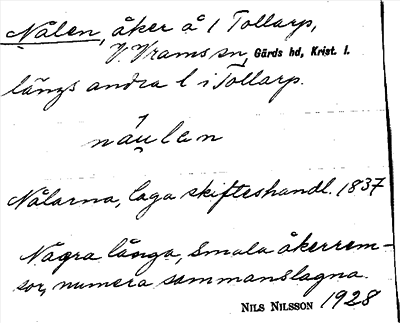 Nålen, åker å 1 Tollarp,
V. Vrams sn, Gärds hd, Krist. l.
längs andra l i Tollarp.
náulen
Nålarna, laga skifteshandl. 1837
Några långa, smala åkerrem-
sor, numera sammanslagna.
NILS NILSSON 1928